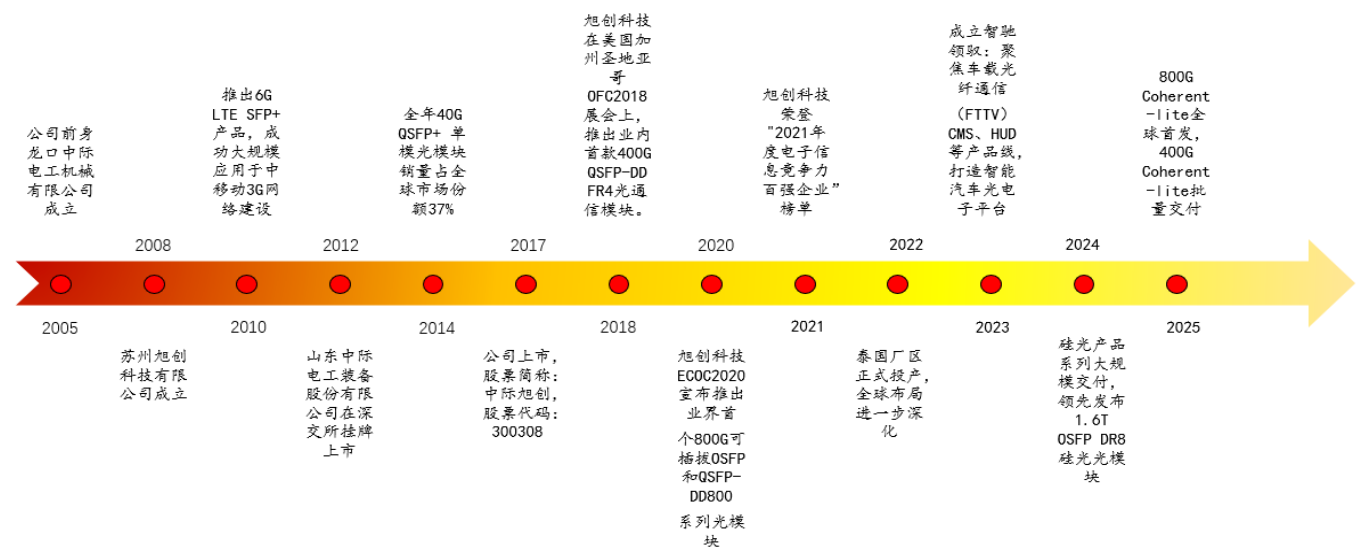 公司前身
龙口中际
电工机械
有限公司
成立
2005
2008
苏州旭创
科技有限
公司成立
推出6G
LTE SFP+
产品，成
功大规模
应用于中
移动3G网
络建设
2010
2012
山东中际
电工装备
股份有限
公司在深
交所挂牌
上市
全年40G
QSFP+ 单
模光模块
销量占全
球市场份
额37%
2014
2017
公司上市，
股票简称：
中际旭创，
股票代码：
300308
旭创科技
在美国加
州圣地亚
哥
OFC2018
展会上，
推出业内
首款400G
QSFP-DD
FR4光通
信模块。
2018
2020
旭创科技
ECOC2020
宣布推出
业界首
个800G可
插拔OSFP
和QSFP-
DD800
系列光模
块
旭创科技
荣登
"2021年
度电子信
息竞争力
百强企业”
榜单
2021
2022
泰国厂区
正式投产，
全球布局
进一步深
化
成立智驰
领驭：聚
焦车载光
纤通信
（FTTV）
CMS、HUD
等产品线，
打造智能
汽车光电
子平台
2023
2024
硅光产品
系列大规
模交付，
领先发布
1.6T
OSFP DR8
硅光光模
块
800G
Coherent
-lite全
球首发，
400G
Coherent
-lite批
量交付
2025